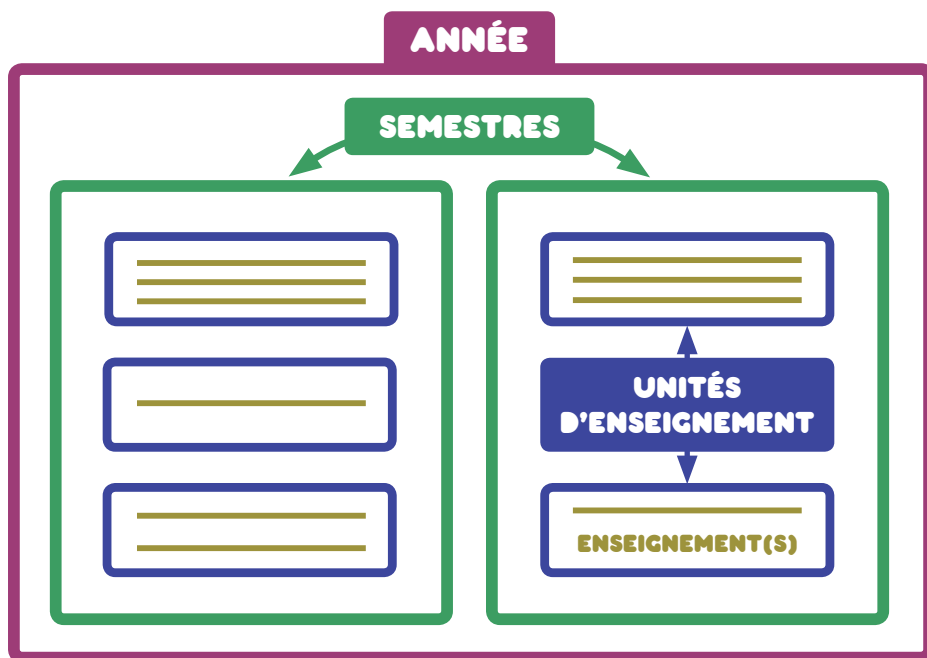 ANNÉE
SEMESTRES
UNITÉS
D'ENSEIGNEMENT
ENSEIGNEMENT(S)